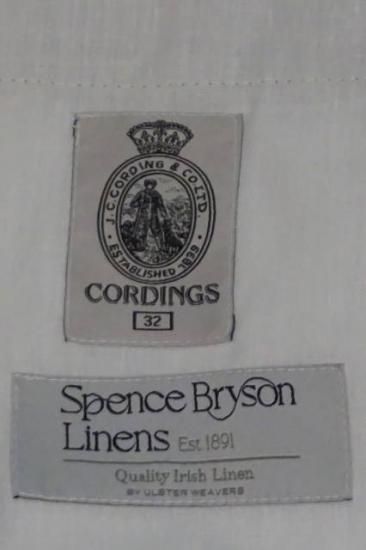 J.C.CORDING & CO LTD.
ESTABLISHED 1839
CORDINGS
32
Spence Bryson
Linens Est 1891
Quality Irish Linen
BY ULSTER WEAVERS